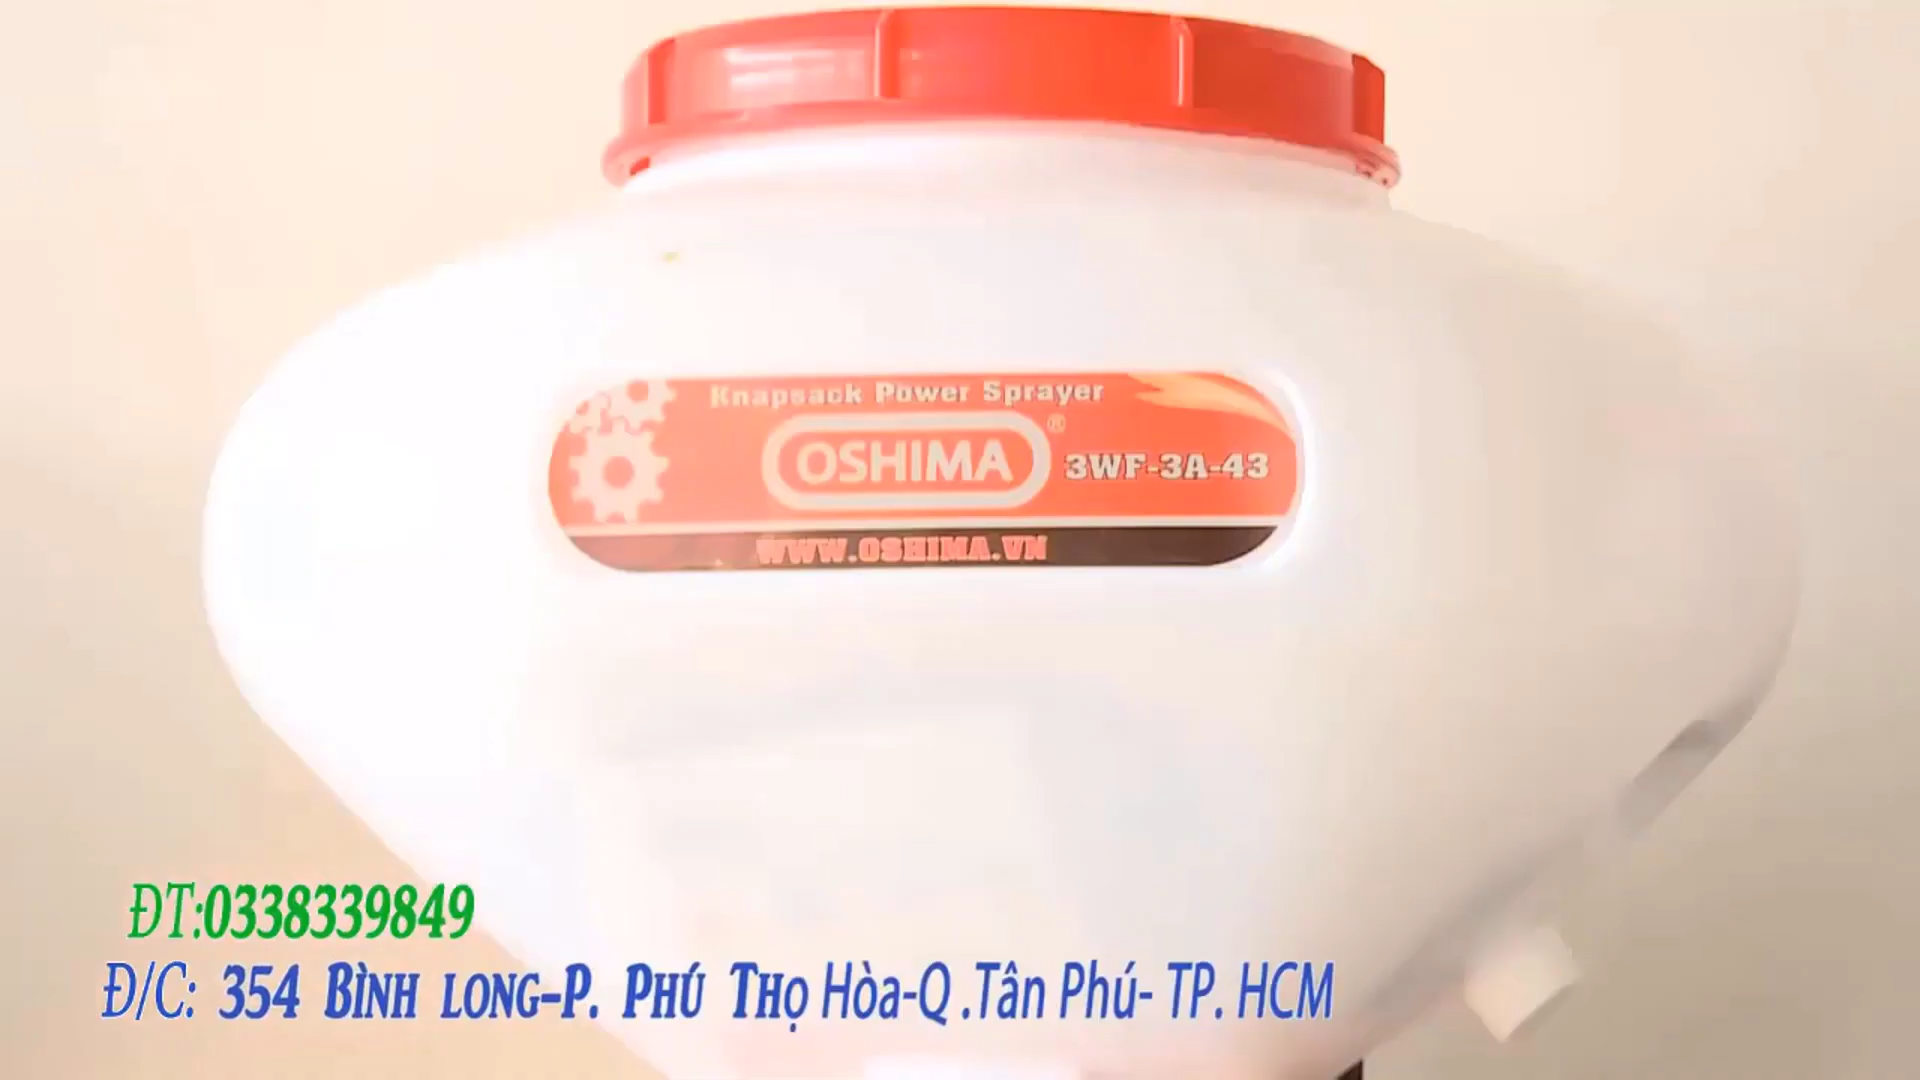 Knapsack Power Sprayer
OSHIMA®
3WF-3A-43
WWW.OSHIMA.VN
ĐT:0338339849
Đ/C: 354 BÌNH LONG-P. PHÚ THỌ Hòa-Q .Tân Phú- TP. HCM